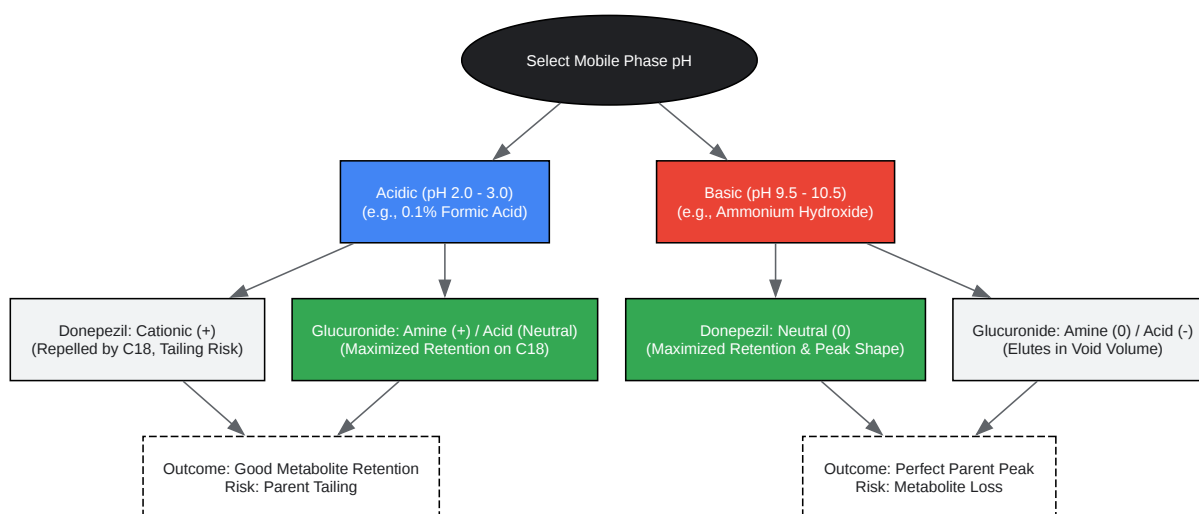 Select Mobile Phase pH
Acidic (pH 2.0 - 3.0)
(e.g., 0.1% Formic Acid)
Basic (pH 9.5 - 10.5)
(e.g., Ammonium Hydroxide)
Donepezil: Cationic (+)
(Repelled by C18, Tailing Risk)
Glucuronide: Amine (+) / Acid (Neutral)
(Maximized Retention on C18)
Donepezil: Neutral (0)
(Maximized Retention & Peak Shape)
Glucuronide: Amine (0) / Acid (-)
(Elutes in Void Volume)
Outcome: Good Metabolite Retention
Risk: Parent Tailing
Outcome: Perfect Parent Peak
Risk: Metabolite Loss